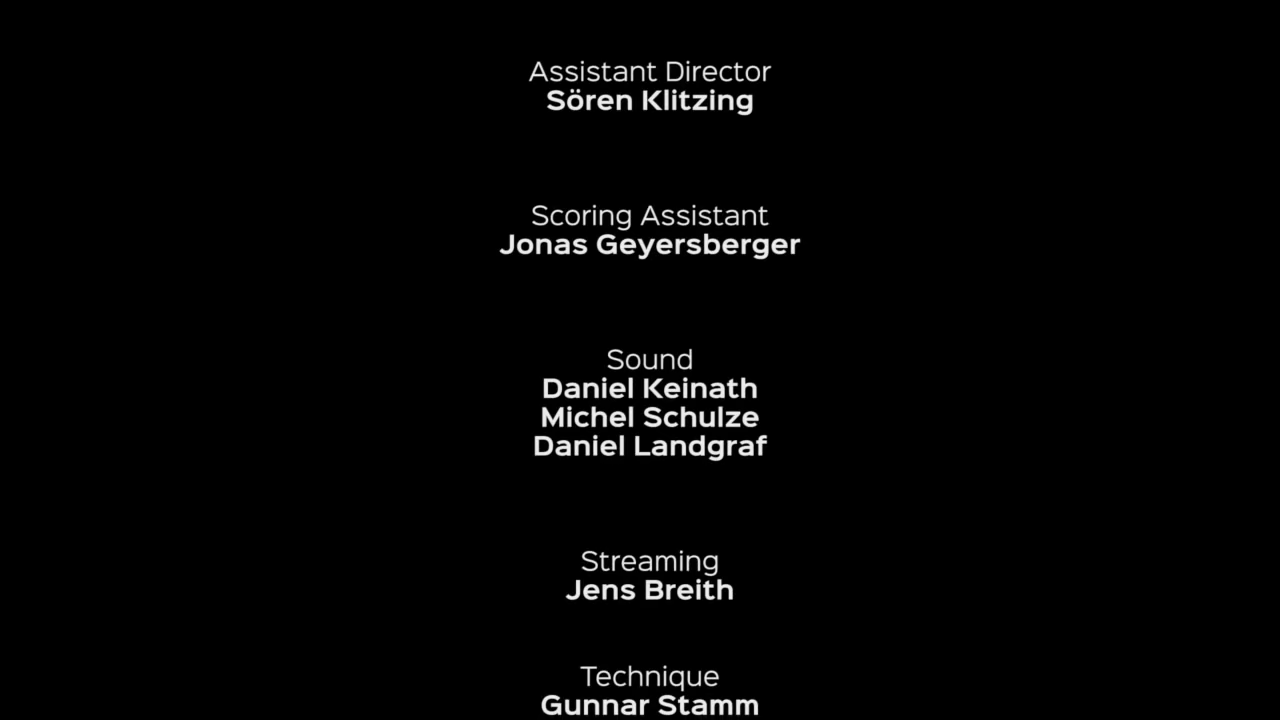 Assistant Director
Sören Klitzing
Scoring Assistant
Jonas Geyersberger
Sound
Daniel Keinath
Michel Schulze
Daniel Landgraf
Streaming
Jens Breith
Technique
Gunnar Stamm